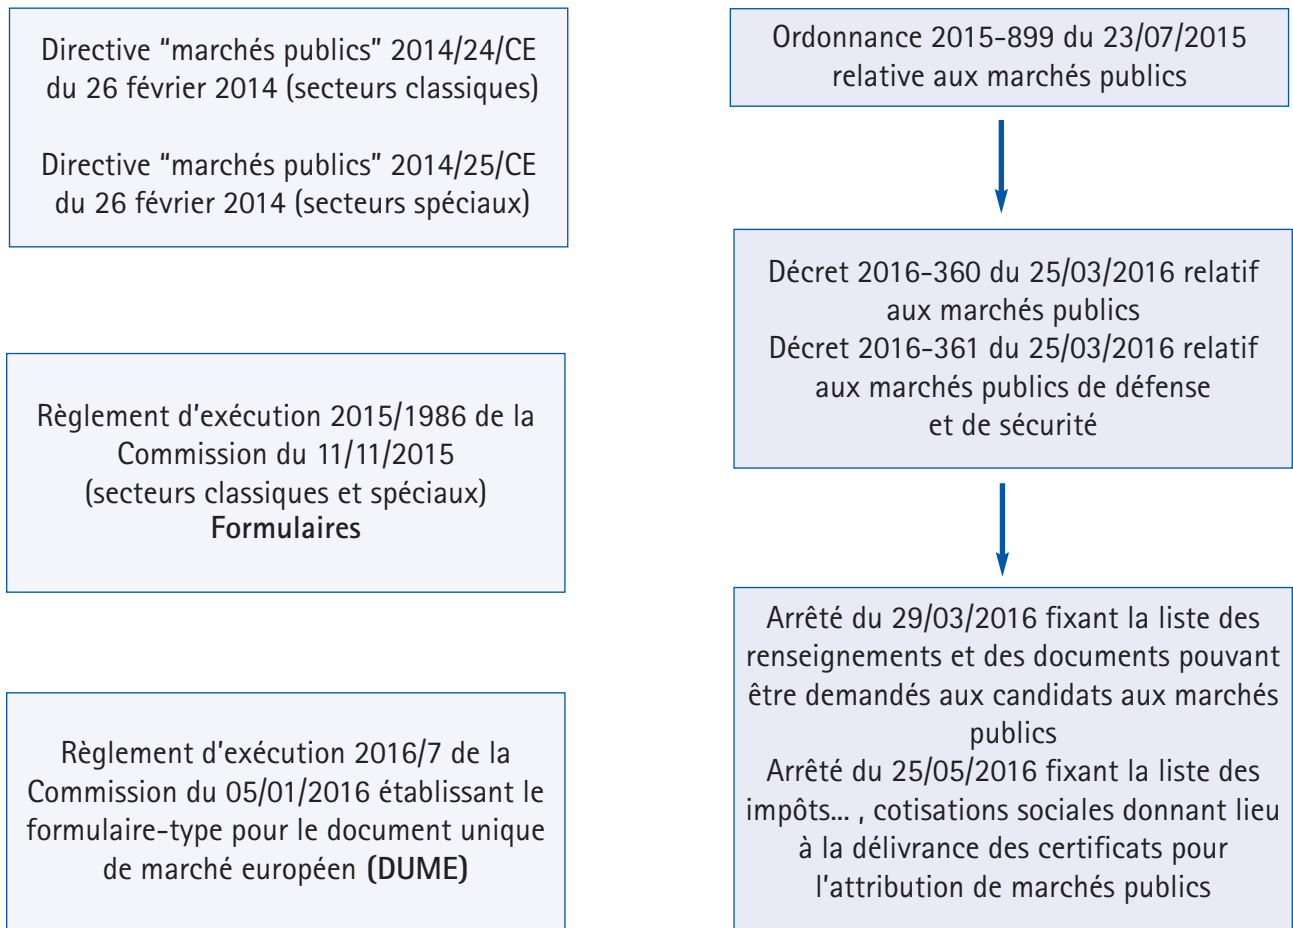 Directive “marchés publics” 2014/24/CE
du 26 février 2014 (secteurs classiques)
Directive “marchés publics” 2014/25/CE
du 26 février 2014 (secteurs spéciaux)
Règlement d'exécution 2015/1986 de la
Commission du 11/11/2015
(secteurs classiques et spéciaux)
Formulaires
Règlement d'exécution 2016/7 de la
Commission du 05/01/2016 établissant le
formulaire-type pour le document unique
de marché européen (DUME)
Ordonnance 2015-899 du 23/07/2015
relative aux marchés publics
Décret 2016-360 du 25/03/2016 relatif
aux marchés publics
Décret 2016-361 du 25/03/2016 relatif
aux marchés publics de défense
et de sécurité
Arrêté du 29/03/2016 fixant la liste des
renseignements et des documents pouvant
être demandés aux candidats aux marchés
publics
Arrêté du 25/05/2016 fixant la liste des
impôts... , cotisations sociales donnant lieu
à la délivrance des certificats pour
l'attribution de marchés publics